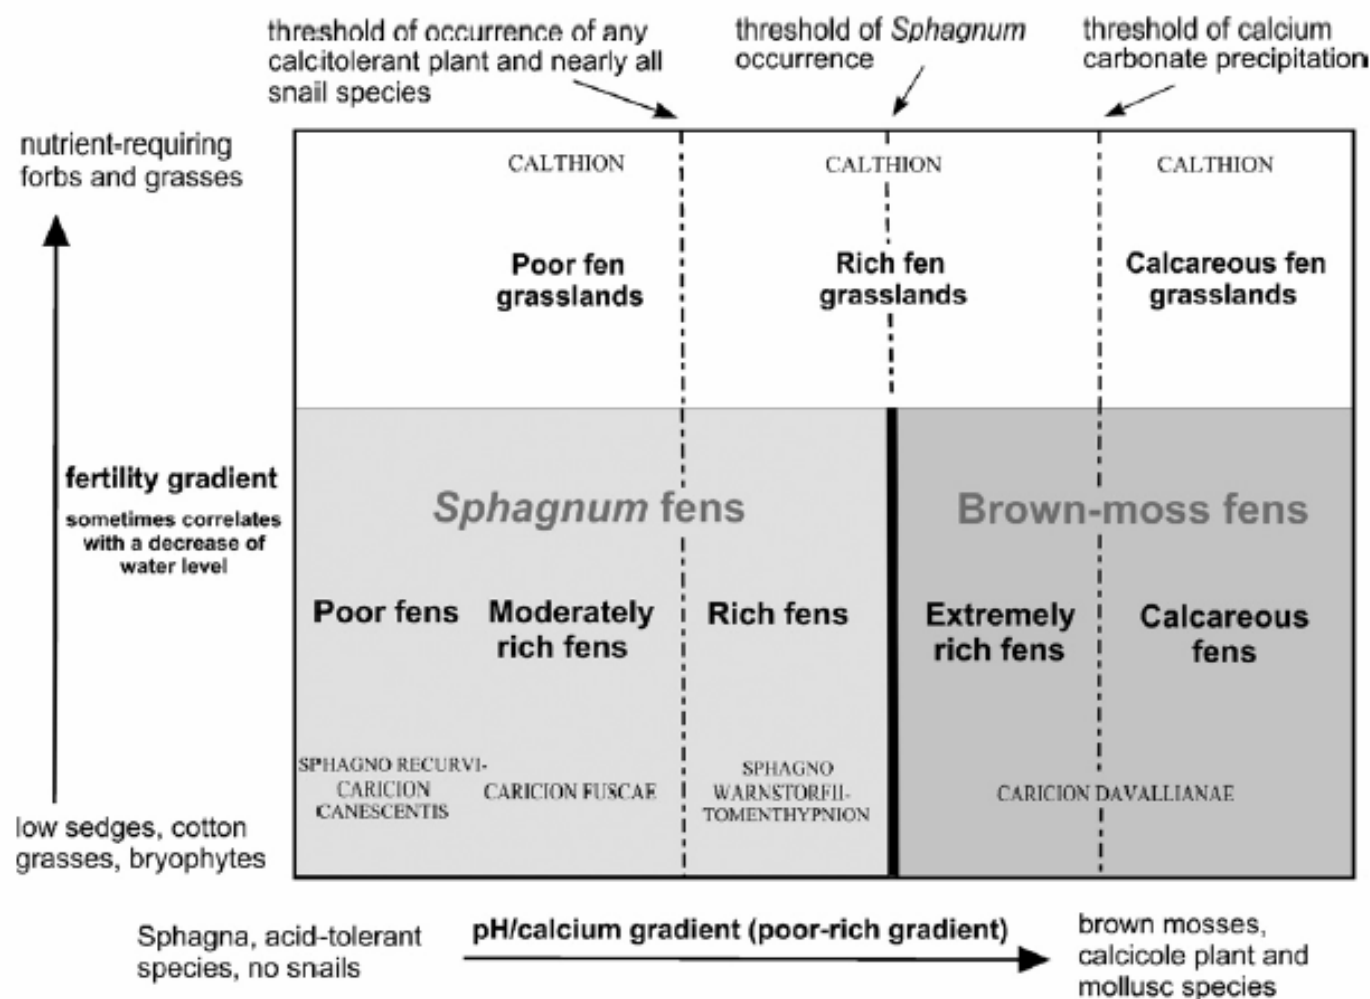 threshold of occurrence of any
calcitolerant plant and nearly all
snail species
threshold of Sphagnum
occurrence
threshold of calcium
carbonate precipitation
nutrient-requiring
forbs and grasses
CALTHION
CALTHION
CALTHION
Poor fen
grasslands
Rich fen
grasslands
Calcareous fen
grasslands
fertility gradient
sometimes correlates
with a decrease of
water level
Sphagnum fens
Brown-moss fens
Poor fens
Moderately
rich fens
Rich fens
Extremely
rich fens
Calcareous
fens
SPHAGNO RECURVI-
CARICION
CANESCENTIS
CARICION FUSCAE
SPHAGNO
WARNSTORFII-
TOMENTHYPNION
CARICION DAVALLIANAE
low sedges, cotton
grasses, bryophytes
Sphagna, acid-tolerant
species, no snails
pH/calcium gradient (poor-rich gradient)
brown mosses,
calcicole plant and
mollusc species